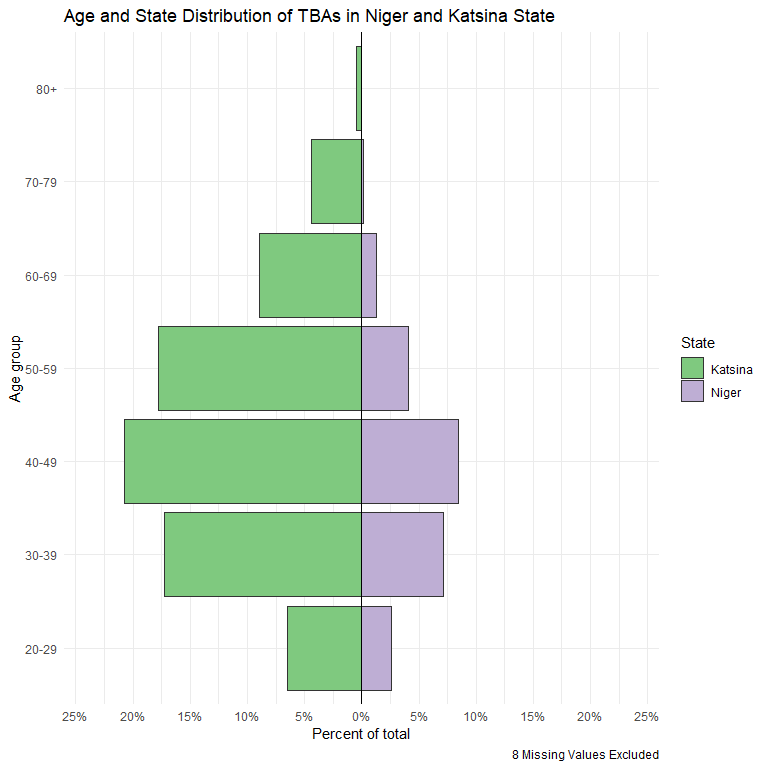 Age and State Distribution of TBAs in Niger and Katsina State
80+
70-79
60-69
50-59
40-49
30-39
20-29
Age group
25% 20% 15% 10% 5% 0% 5% 10% 15% 20% 25%
Percent of total
State
Katsina
Niger
8 Missing Values Excluded